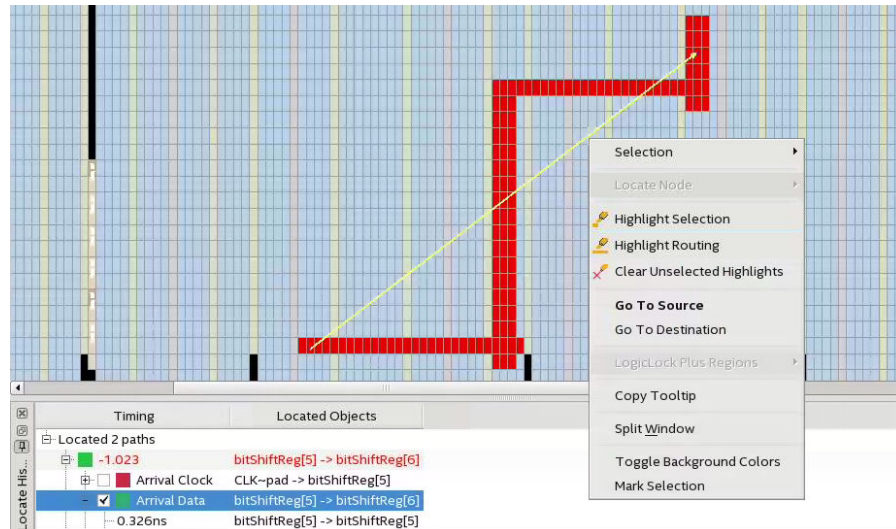 Selection
Locate Node
Highlight Selection
Highlight Routing
Clear Unselected Highlights
Go To Source
Go To Destination
LogicLock Plus Regions
Copy Tooltip
Split Window
Toggle Background Colors
Mark Selection
Locate His...
Timing Located Objects
Located 2 paths
-1.023 bitShiftReg[5] -> bitShiftReg[6]
Arrival Clock CLK~pad -> bitShiftReg[5]
Arrival Data bitShiftReg[5] -> bitShiftReg[6]
0.326ns bitShiftReg[5] -> bitShiftReg[5]